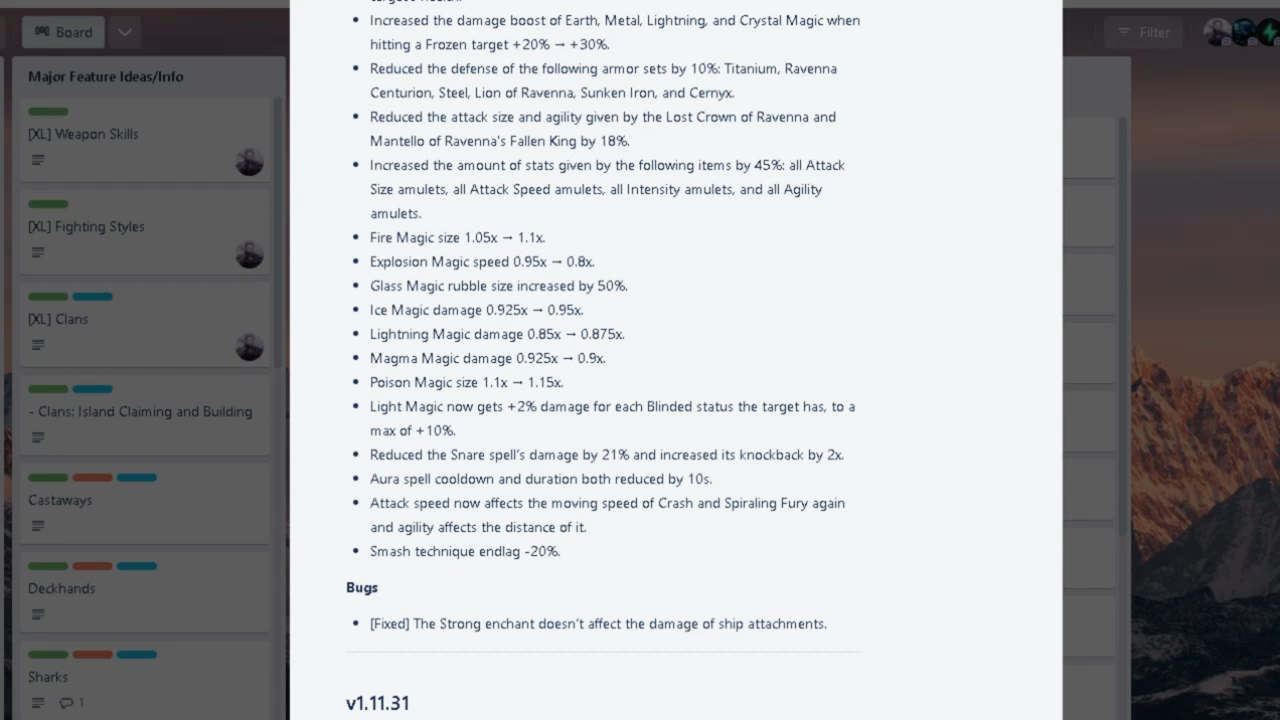 Board
Filter
Major Feature Ideas/Info
[XL] Weapon Skills
[XL] Fighting Styles
[XL] Clans
- Clans: Island Claiming and Building
Castaways
Deckhands
Sharks
1
• Increased the damage boost of Earth, Metal, Lightning, and Crystal Magic when
hitting a Frozen target +20% → +30%.
• Reduced the defense of the following armor sets by 10%: Titanium, Ravenna
Centurion, Steel, Lion of Ravenna, Sunken Iron, and Cernyx.
• Reduced the attack size and agility given by the Lost Crown of Ravenna and
Mantello of Ravenna's Fallen King by 18%.
• Increased the amount of stats given by the following items by 45%: all Attack
Size amulets, all Attack Speed amulets, all Intensity amulets, and all Agility
amulets.
• Fire Magic size 1.05x → 1.1x.
• Explosion Magic speed 0.95x → 0.8x.
• Glass Magic rubble size increased by 50%.
• Ice Magic damage 0.925x → 0.95x.
• Lightning Magic damage 0.85x → 0.875x.
• Magma Magic damage 0.925x → 0.9x.
• Poison Magic size 1.1x → 1.15x.
• Light Magic now gets +2% damage for each Blinded status the target has, to a
max of +10%.
• Reduced the Snare spell's damage by 21% and increased its knockback by 2x.
• Aura spell cooldown and duration both reduced by 10s.
• Attack speed now affects the moving speed of Crash and Spiraling Fury again
and agility affects the distance of it.
• Smash technique endlag -20%.
Bugs
• [Fixed] The Strong enchant doesn't affect the damage of ship attachments.
v1.11.31